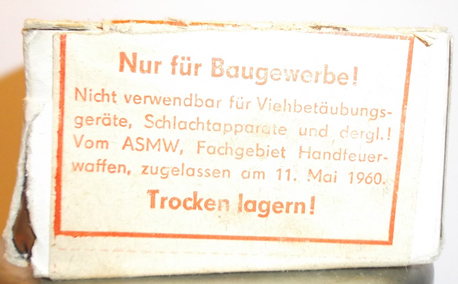 Nur für Baugewerbe!
Nicht verwendbar für Viehbetäubungs-
geräte, Schlachtapparate und dergl.!
Vom ASMW, Fachgebiet Handfeuer-
waffen, zugelassen am 11. Mai 1960.
Trocken lagern!